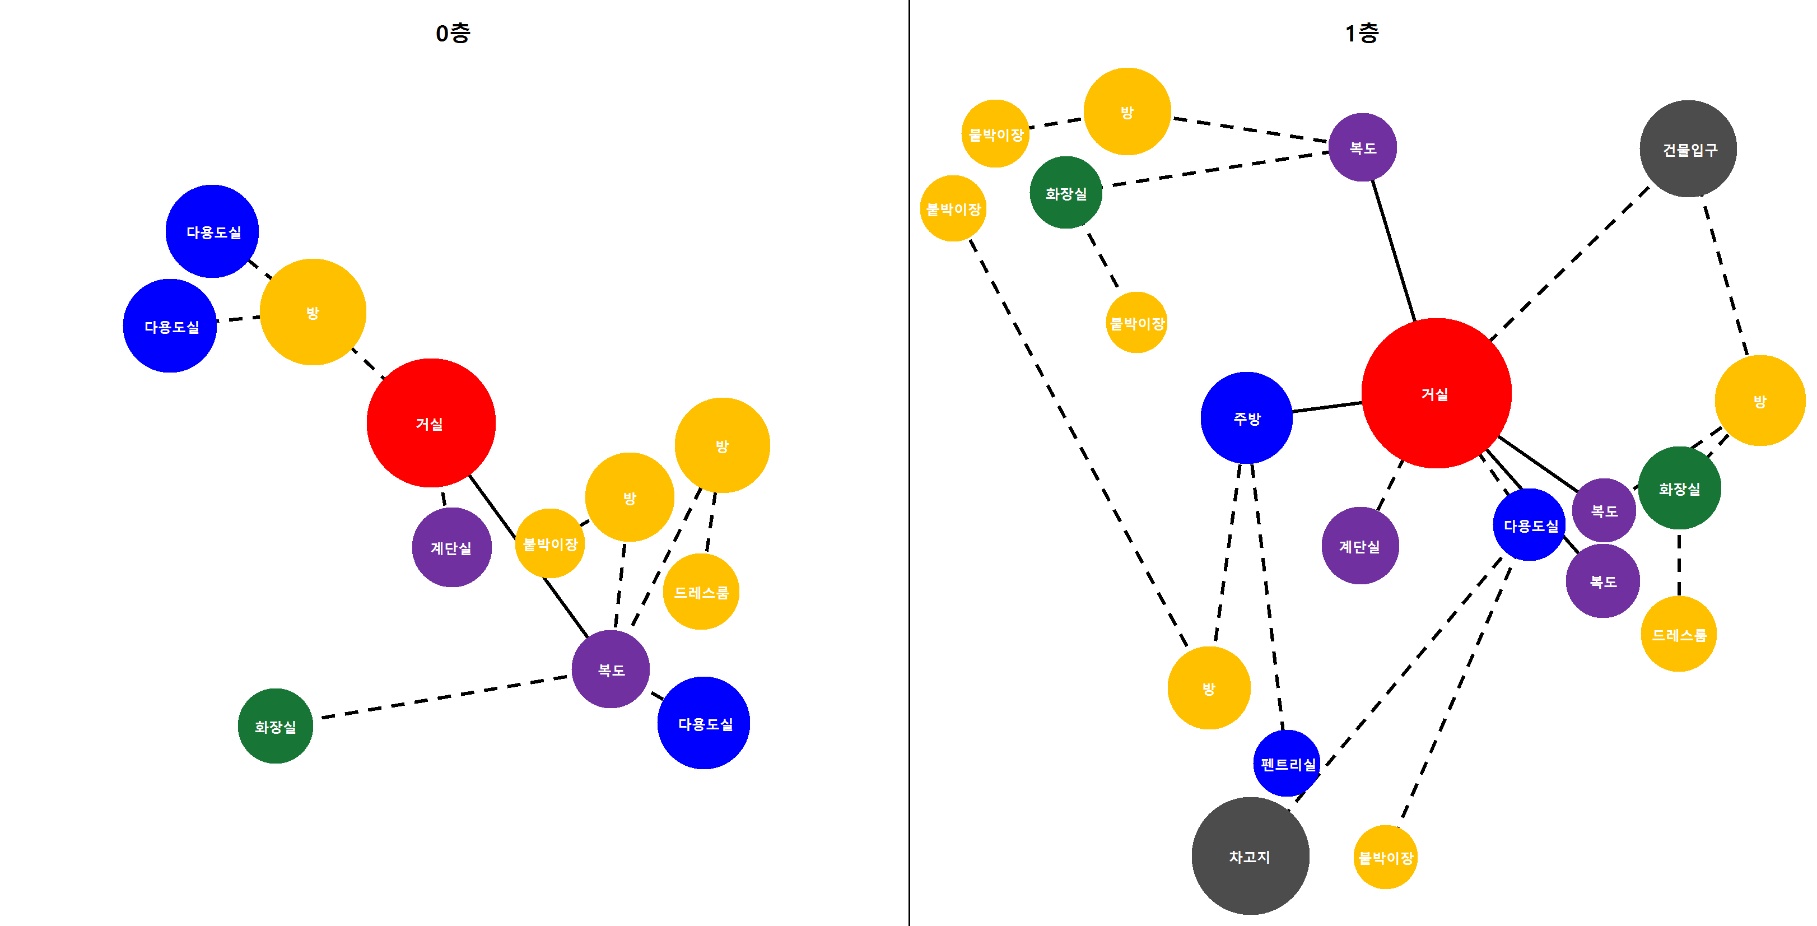 0층
다용도실
다용도실
방
거실
방
방
계단실
붙박이장
드레스룸
복도
화장실
다용도실
1층
방
붙박이장
복도
건물입구
화장실
붙박이장
붙박이장
거실
방
주방
화장실
복도
다용도실
계단실
복도
드레스룸
방
펜트리실
차고지
붙박이장